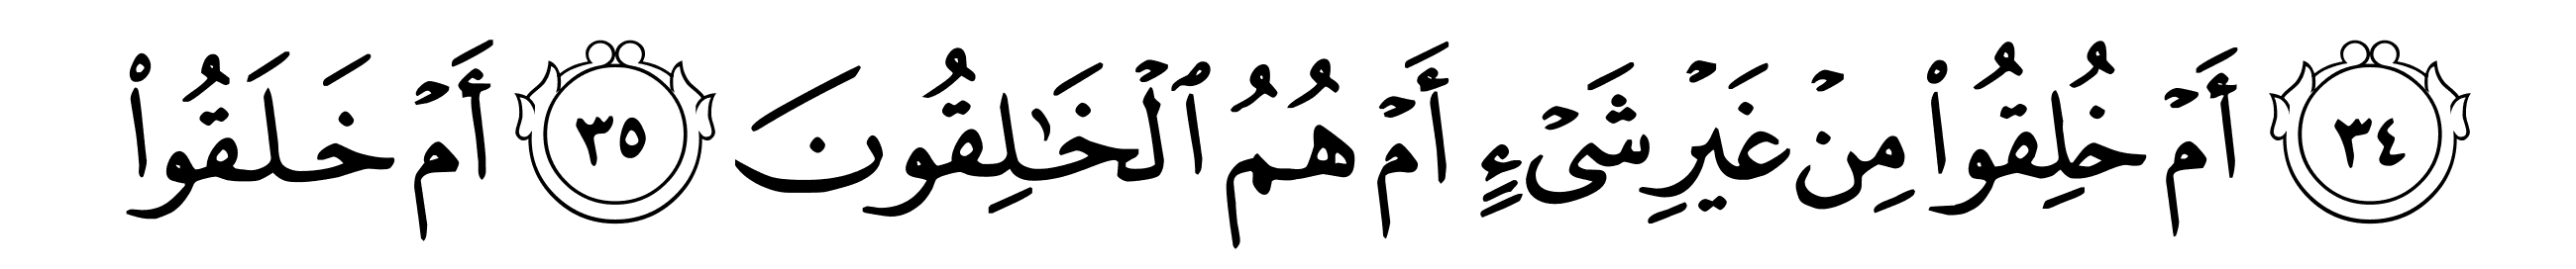 ٣٤ أَمۡ خُلِقُواْ مِنۡ غَيۡرِ شَيۡءٍ أَمۡ هُمُ ٱلۡخَٰلِقُونَ ٣٥ أَمۡ خَلَقُواْ